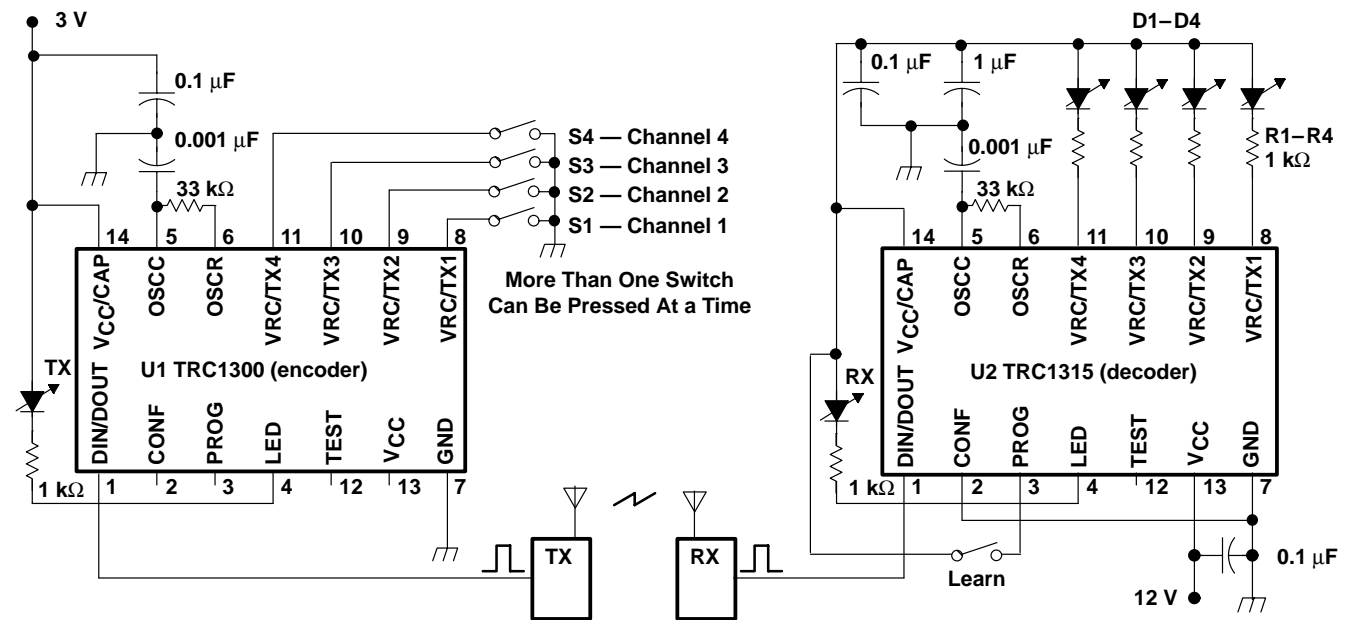 3 V
0.1 μF
0.001 μF
33 kΩ
S4 — Channel 4
S3 — Channel 3
S2 — Channel 2
S1 — Channel 1
14 5 6 11 10 9 8
VCC/CAP
OSCC
OSCR
VRC/TX4
VRC/TX3
VRC/TX2
VRC/TX1
More Than One Switch
Can Be Pressed At a Time
TX
U1 TRC1300 (encoder)
DIN/DOUT
CONF
PROG
LED
TEST
VCC
GND
1 kΩ
1 2 3 4 12 13 7
TX
D1–D4
0.1 μF
1 μF
0.001 μF
33 kΩ
R1–R4
1 kΩ
14 5 6 11 10 9 8
VCC/CAP
OSCC
OSCR
VRC/TX4
VRC/TX3
VRC/TX2
VRC/TX1
RX
U2 TRC1315 (decoder)
DIN/DOUT
CONF
PROG
LED
TEST
VCC
GND
1 kΩ
1 2 3 4 12 13 7
RX
Learn
0.1 μF
12 V